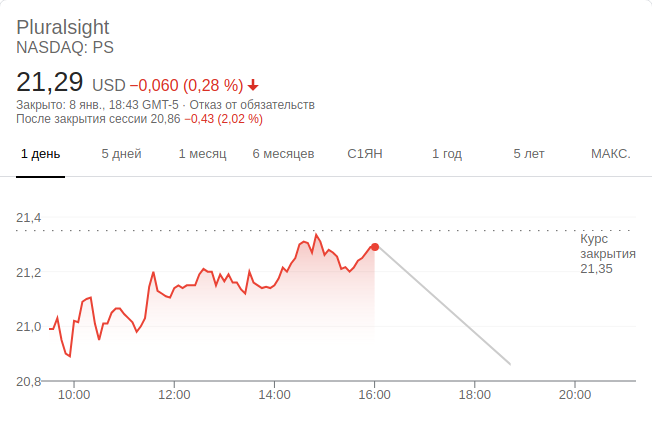 Pluralsight
NASDAQ: PS
21,29 USD −0,060 (0,28 %)
Закрыто: 8 янв., 18:43 GMT-5 · Отказ от обязательств
После закрытия сессии 20,86 −0,43 (2,02 %)
1 день 5 дней 1 месяц 6 месяцев С1ЯН 1 год 5 лет МАКС.
21,4
Курс
закрытия
21,35
21,2
21,0
20,8
10:00 12:00 14:00 16:00 18:00 20:00